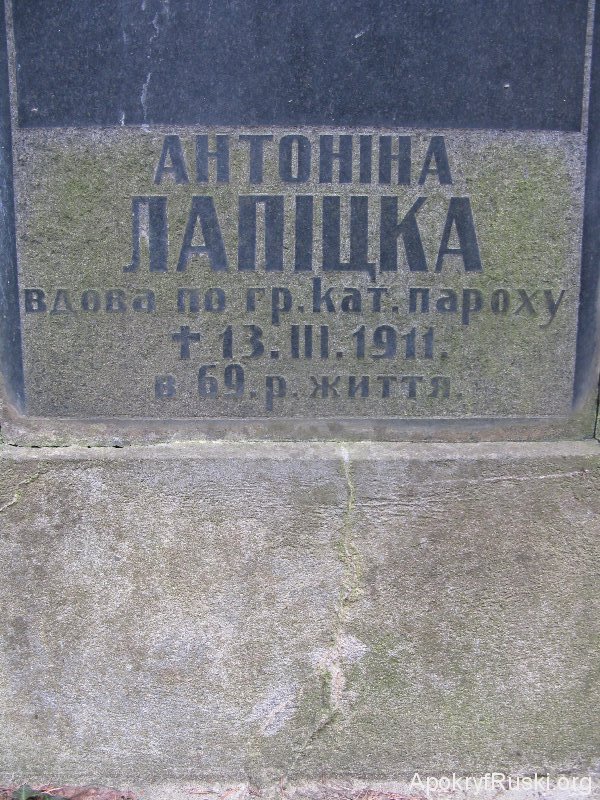 АНТОНІНА
ЛАПІЦКА
вдова по гр. кат. пароху
✝ 13. III. 1911.
в 69. р. життя.
ApokryfRuski.org